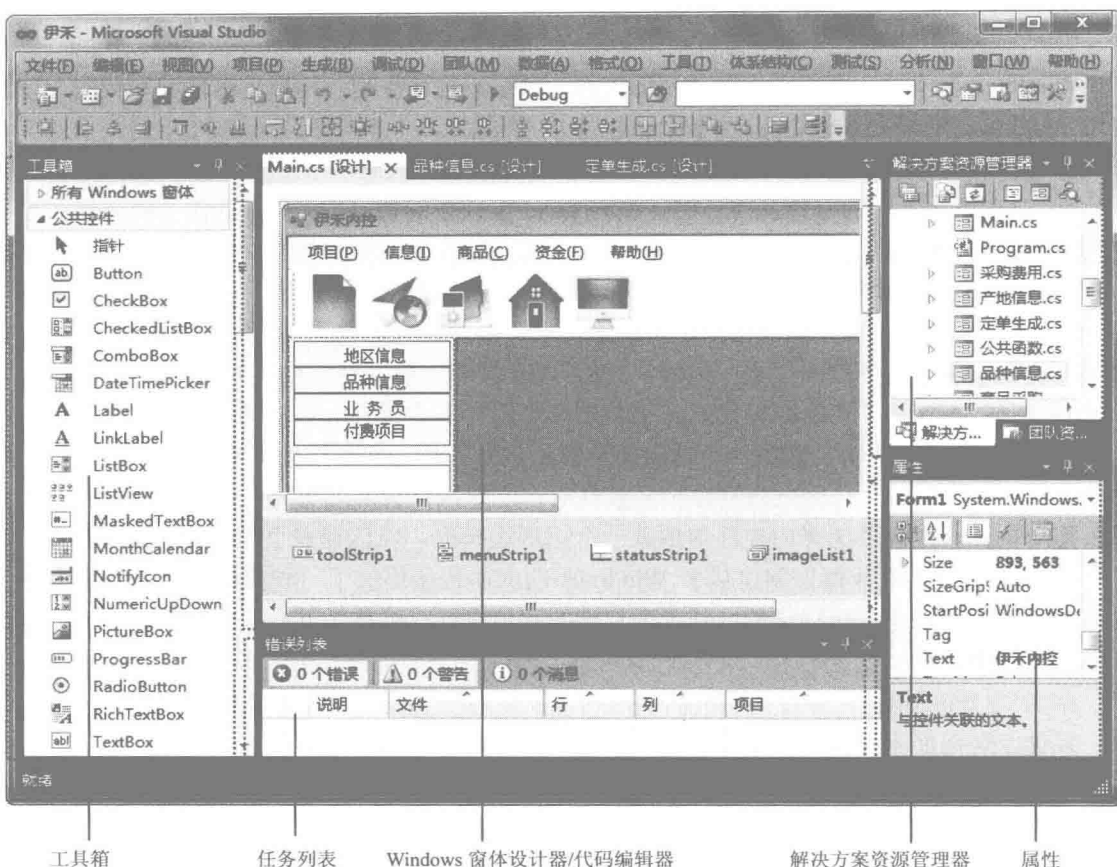 伊禾 - Microsoft Visual Studio
文件(F) 编辑(E) 视图(V) 项目(P) 生成(B) 调试(D) 团队(M) 数据(A) 格式(O) 工具(T) 体系结构(C) 测试(S) 分析(N) 窗口(W) 帮助(H)
Debug
工具箱
所有 Windows 窗体
公共控件
指针
Button
CheckBox
CheckedListBox
ComboBox
DateTimePicker
Label
LinkLabel
ListBox
ListView
MaskedTextBox
MonthCalendar
NotifyIcon
NumericUpDown
PictureBox
ProgressBar
RadioButton
RichTextBox
TextBox
Main.cs [设计] 品种信息.cs [设计] 定单生成.cs [设计]
伊禾内控
项目(P) 信息(I) 商品(C) 资金(F) 帮助(H)
地区信息
品种信息
业 务 员
付费项目
toolStrip1 menuStrip1 statusStrip1 imageList1
错误列表
0 个错误 0 个警告 0 个消息
说明 文件 行 列 项目
解决方案资源管理器
Main.cs
Program.cs
采购费用.cs
产地信息.cs
定单生成.cs
公共函数.cs
品种信息.cs
解决方... 团队资...
属性
Form1 System.Windows.
Size 893, 563
SizeGrip Auto
StartPosi WindowsDe
Tag
Text 伊禾内控
Text
与控件关联的文本。
就绪
工具箱 任务列表 Windows 窗体设计器/代码编辑器 解决方案资源管理器 属性